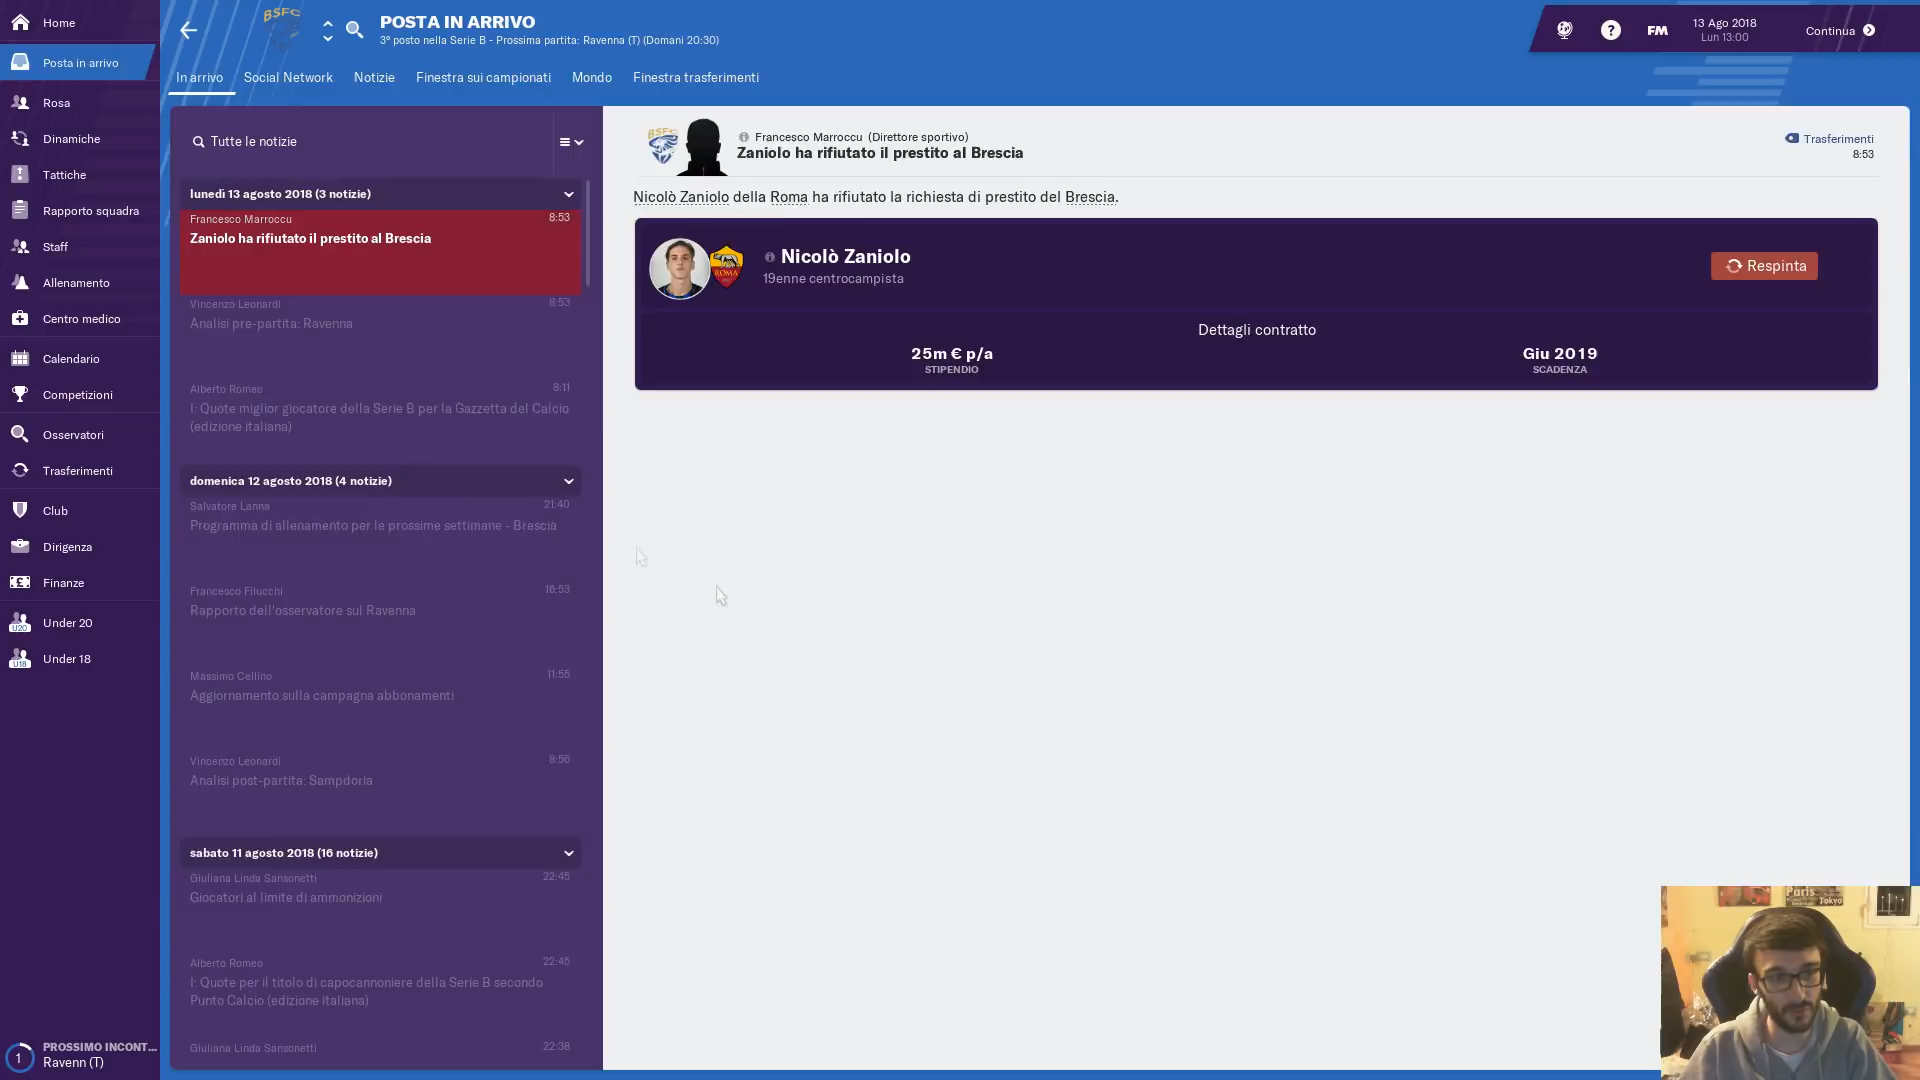 Home
Posta in arrivo
Rosa
Dinamiche
Tattiche
Rapporto squadra
Staff
Allenamento
Centro medico
Calendario
Competizioni
Osservatori
Trasferimenti
Club
Dirigenza
Finanze
U20
Under 20
U18
Under 18
1
PROSSIMO INCONT...
Ravenn (T)
BSFC
POSTA IN ARRIVO
3º posto nella Serie B - Prossima partita: Ravenna (T) (Domani 20:30)
FM
13 Ago 2018
Lun 13:00
Continua
In arrivo
Social Network
Notizie
Finestra sui campionati
Mondo
Finestra trasferimenti
Tutte le notizie
lunedì 13 agosto 2018 (3 notizie)
Francesco Marroccu 8:53
Zaniolo ha rifiutato il prestito al Brescia
Vincenzo Leonardi 8:53
Analisi pre-partita: Ravenna
Alberto Romeo 8:11
I: Quote miglior giocatore della Serie B per la Gazzetta del Calcio
(edizione italiana)
domenica 12 agosto 2018 (4 notizie)
Salvatore Lanna 21:40
Programma di allenamento per le prossime settimane - Brescia
Francesco Filucchi 16:53
Rapporto dell'osservatore sul Ravenna
Massimo Cellino 11:55
Aggiornamento sulla campagna abbonamenti
Vincenzo Leonardi 8:56
Analisi post-partita: Sampdoria
sabato 11 agosto 2018 (16 notizie)
Giuliana Linda Sansonetti 22:45
Giocatori al limite di ammonizioni
Alberto Romeo 22:45
I: Quote per il titolo di capocannoniere della Serie B secondo
Punto Calcio (edizione italiana)
Giuliana Linda Sansonetti 22:38
BSFC
Francesco Marroccu (Direttore sportivo)
Zaniolo ha rifiutato il prestito al Brescia
Trasferimenti
8:53
Nicolò Zaniolo della Roma ha rifiutato la richiesta di prestito del Brescia.
ROMA
Nicolò Zaniolo
19enne centrocampista
Respinta
Dettagli contratto
25m € p/a
STIPENDIO
Giu 2019
SCADENZA
Paris
Tokyo